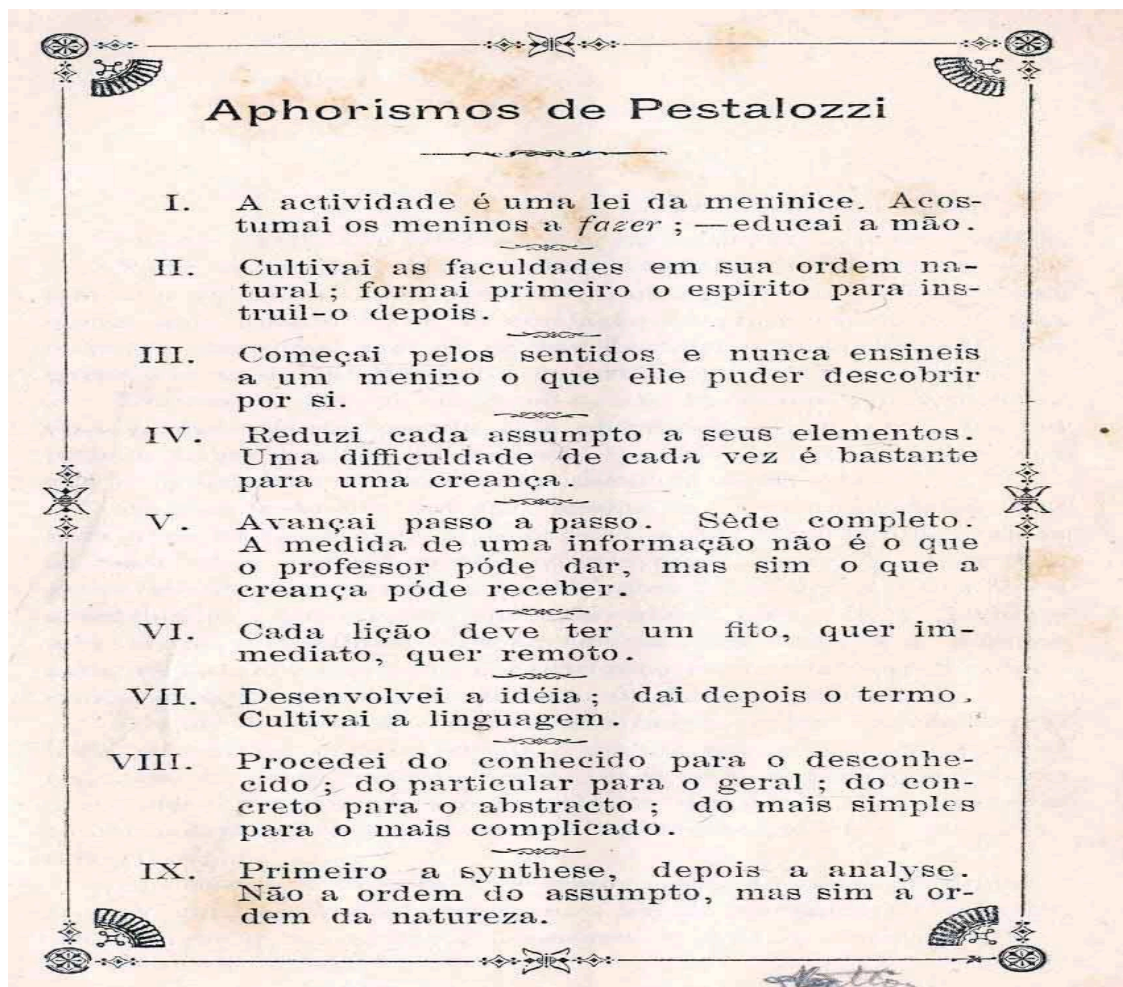 Aphorismos de Pestalozzi
I. A actividade é uma lei da meninice. Acos-
tumai os meninos a fazer ; — educai a mão.
II. Cultivai as faculdades em sua ordem na-
tural ; formai primeiro o espirito para ins-
truil-o depois.
III. Começai pelos sentidos e nunca ensineis
a um menino o que elle puder descobrir
por si.
IV. Reduzi cada assumpto a seus elementos.
Uma difficuldade de cada vez é bastante
para uma creança.
V. Avançai passo a passo. Sêde completo.
A medida de uma informação não é o que
o professor póde dar, mas sim o que a
creança póde receber.
VI. Cada lição deve ter um fito, quer im-
mediato, quer remoto.
VII. Desenvolvei a idéia ; dai depois o termo.
Cultivai a linguagem.
VIII. Procedei do conhecido para o desconhe-
cido ; do particular para o geral ; do con-
creto para o abstracto ; do mais simples
para o mais complicado.
IX. Primeiro a synthese, depois a analyse.
Não a ordem do assumpto, mas sim a or-
dem da natureza.